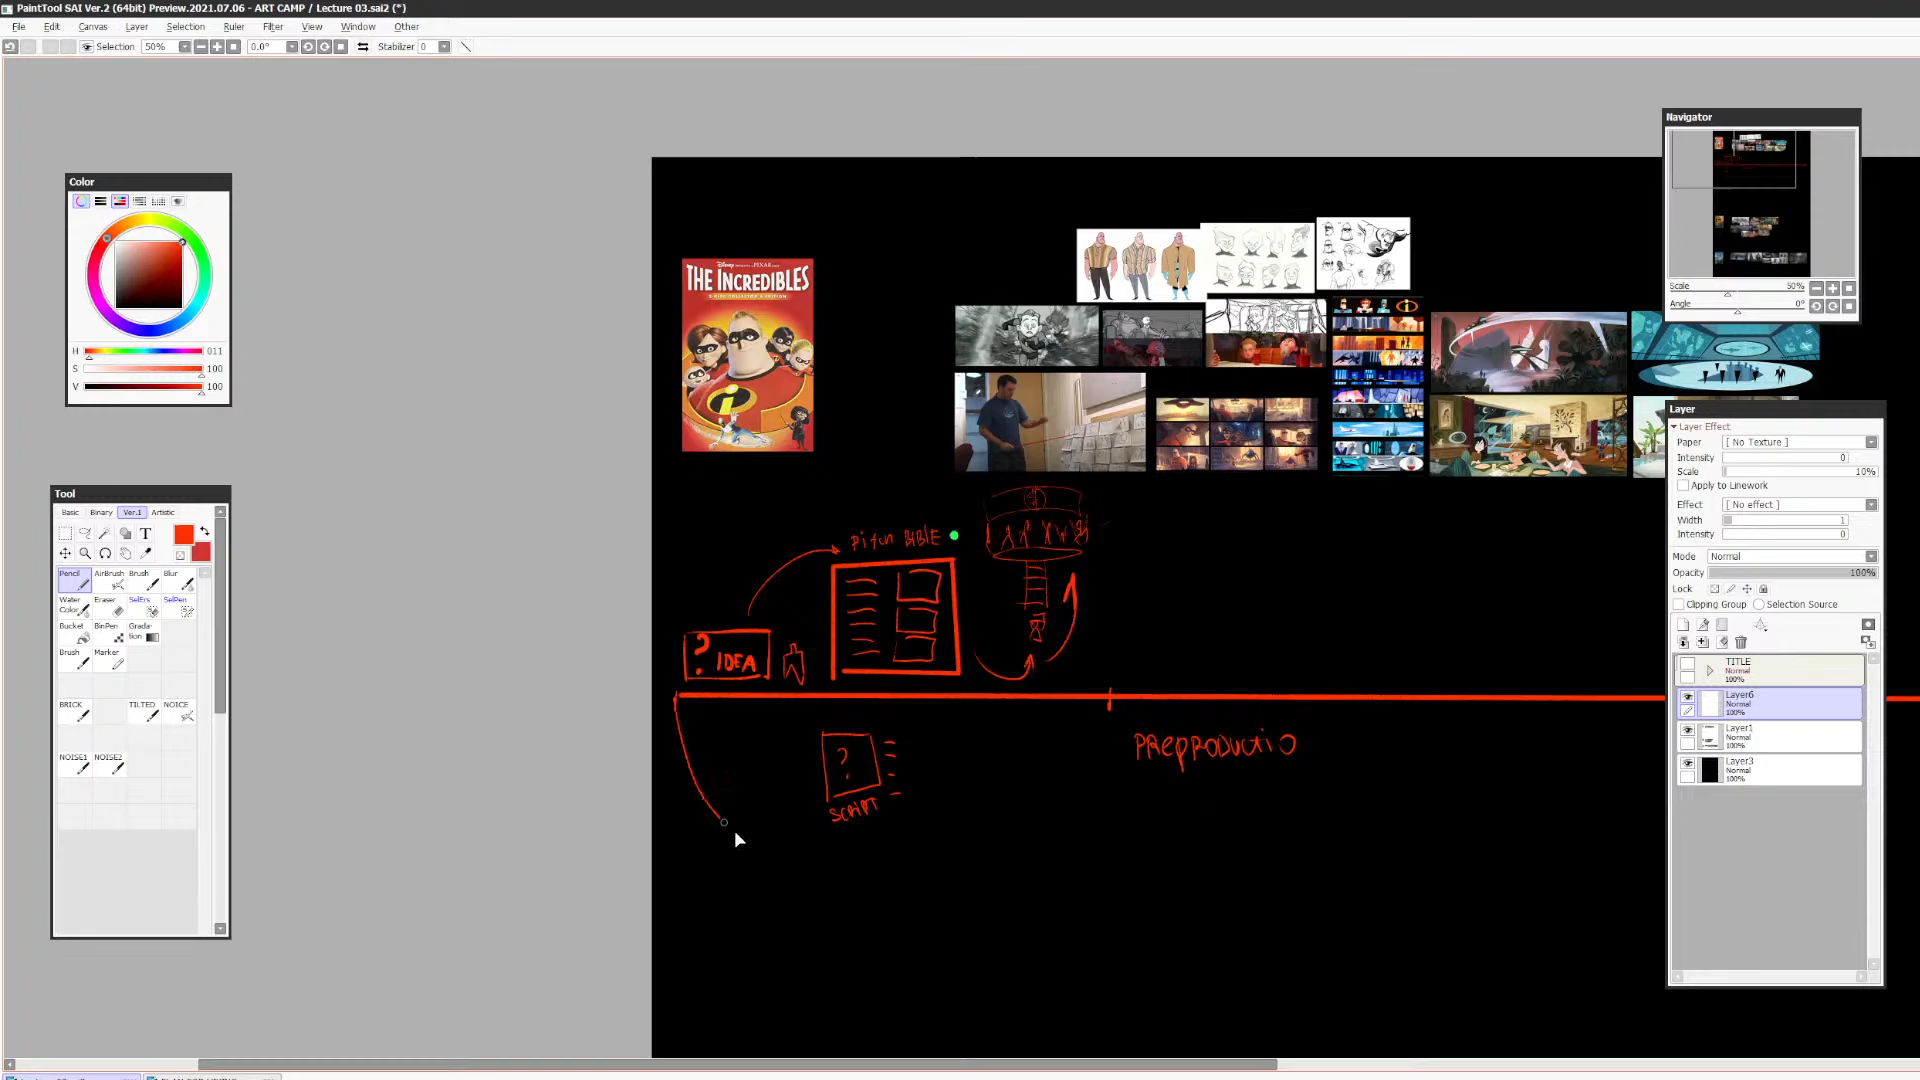 PaintTool SAI Ver.2 (64bit) Preview.2021.07.06 - ART CAMP / Lecture 03.sai2 (*)
File Edit Canvas Layer Selection Ruler Filter View Window Other
Selection 50% 0.0° Stabilizer 0
Navigator
Scale 50%
Angle 0°
Color
H 011
S 100
V 100
Disney PIXAR
THE INCREDIBLES
Tool
Basic Binary Ver.1 Artistic
T
Pencil AirBrush Brush Blur
Water Color Eraser SelErs SelPen
Bucket BinPen Grada-tion
Brush Marker
BRICK TILTED NOICE
NOISE1 NOISE2
Pitch BIBLE
? IDEA
?
SCRIPT
PREPRODUCTIO
Layer
Layer Effect
Paper [ No Texture ]
Intensity 0
Scale 10%
Apply to Linework
Effect [ No effect ]
Width 1
Intensity 0
Mode Normal
Opacity 100%
Lock
Clipping Group Selection Source
TITLE
Normal
100%
Layer6
Normal
100%
Layer1
Normal
100%
Layer3
Normal
100%